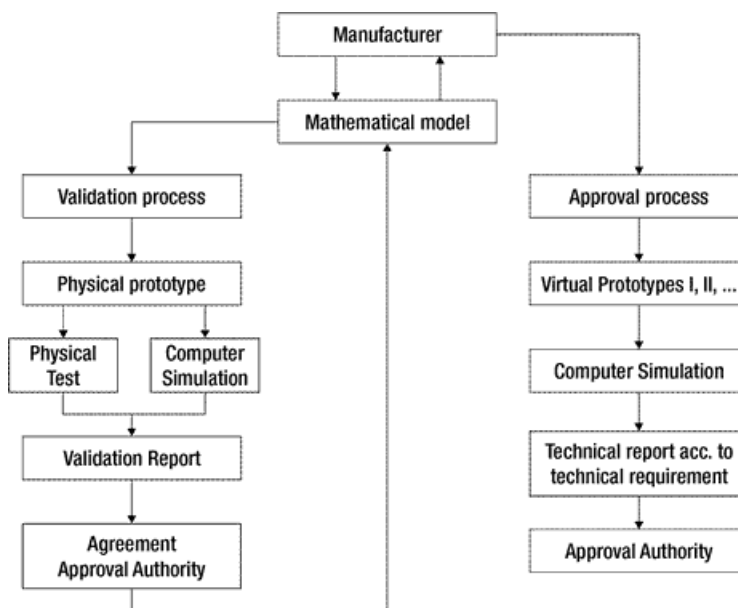 Manufacturer
Mathematical model
Validation process
Physical prototype
Physical
Test
Computer
Simulation
Validation Report
Agreement
Approval Authority
Approval process
Virtual Prototypes I, II, ...
Computer Simulation
Technical report acc. to
technical requirement
Approval Authority